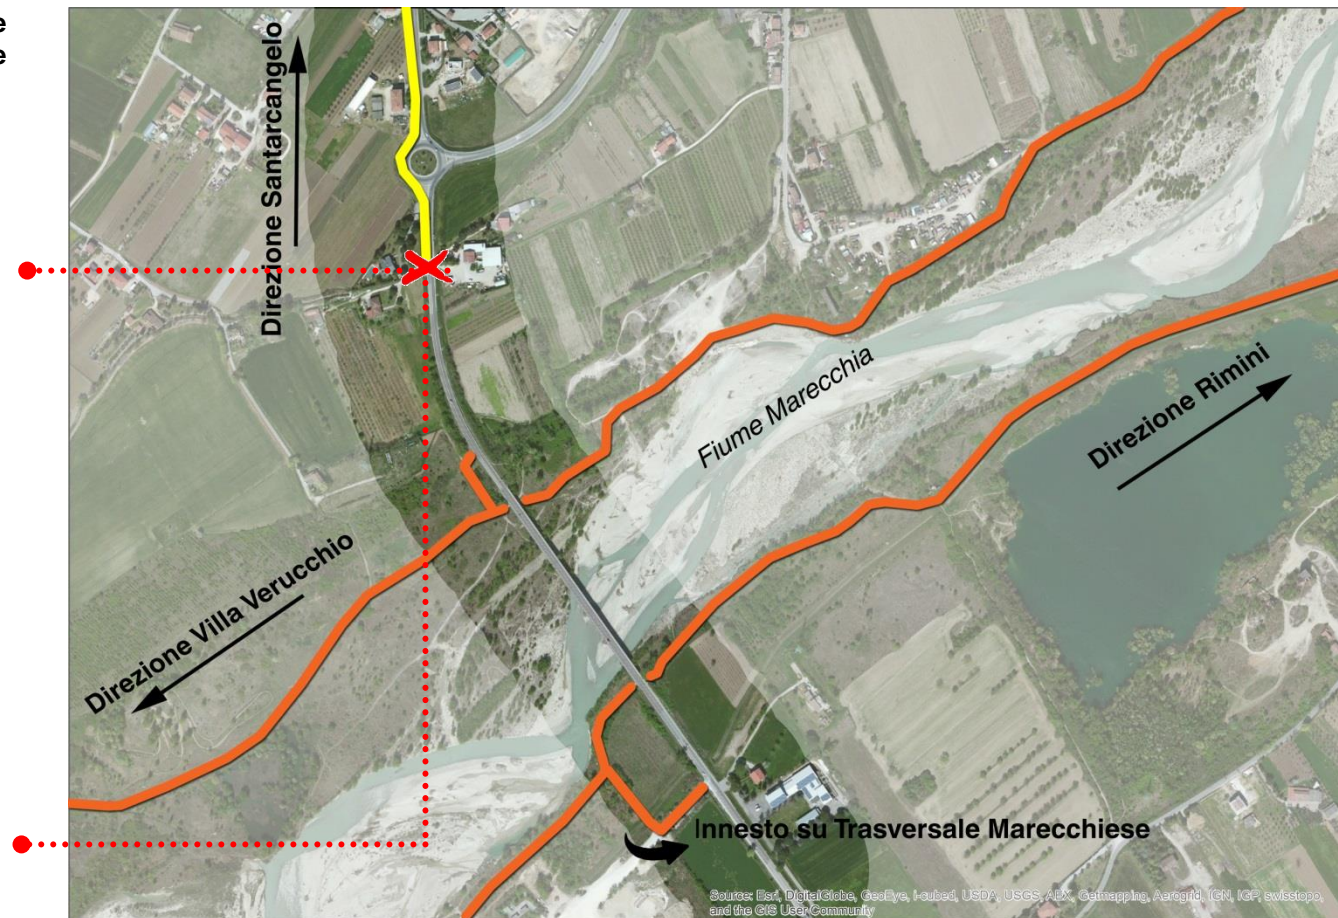 e
e
Direzione Santarcangelo
Fiume Marecchia
Direzione Rimini
Direzione Villa Verucchio
Innesto su Trasversale Marecchiese
Source: Esri, DigitalGlobe, GeoEye, i-cubed, USDA, USGS, AEX, Getmapping, Aerogrid, IGN, IGP, swisstopo,
and the GIS User Community